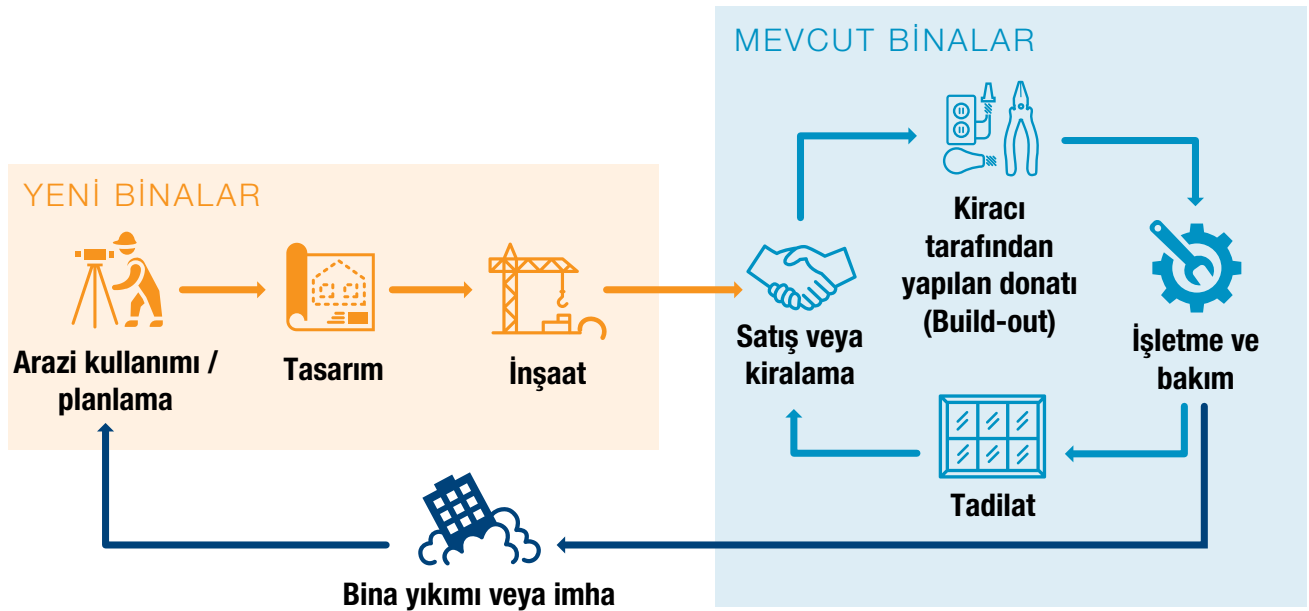 MEVCUT BİNALAR
YENİ BİNALAR
Arazi kullanımı /
planlama
Tasarım
İnşaat
Satış veya
kiralama
Kiracı
tarafından
yapılan donatı
(Build-out)
İşletme ve
bakım
Tadilat
Bina yıkımı veya imha